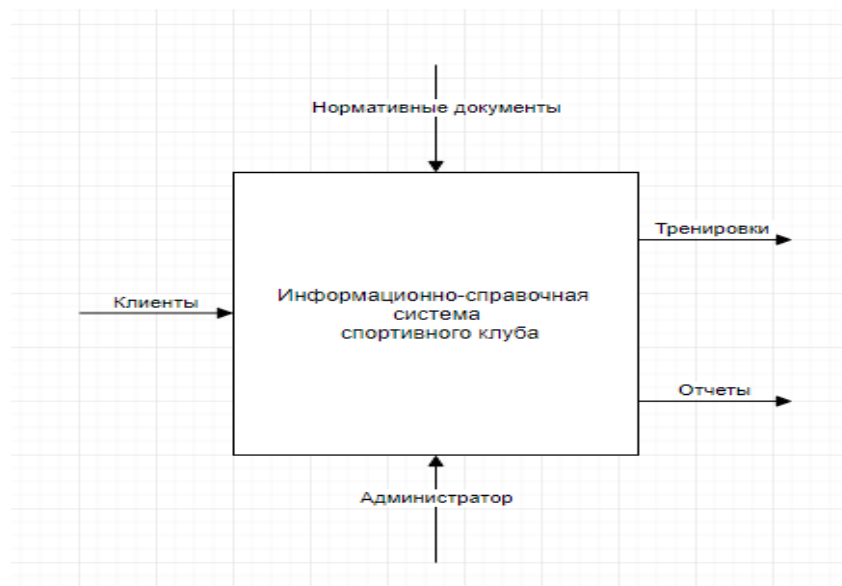 Нормативные документы
Тренировки
Клиенты
Информационно-справочная
система
спортивного клуба
Отчеты
Администратор